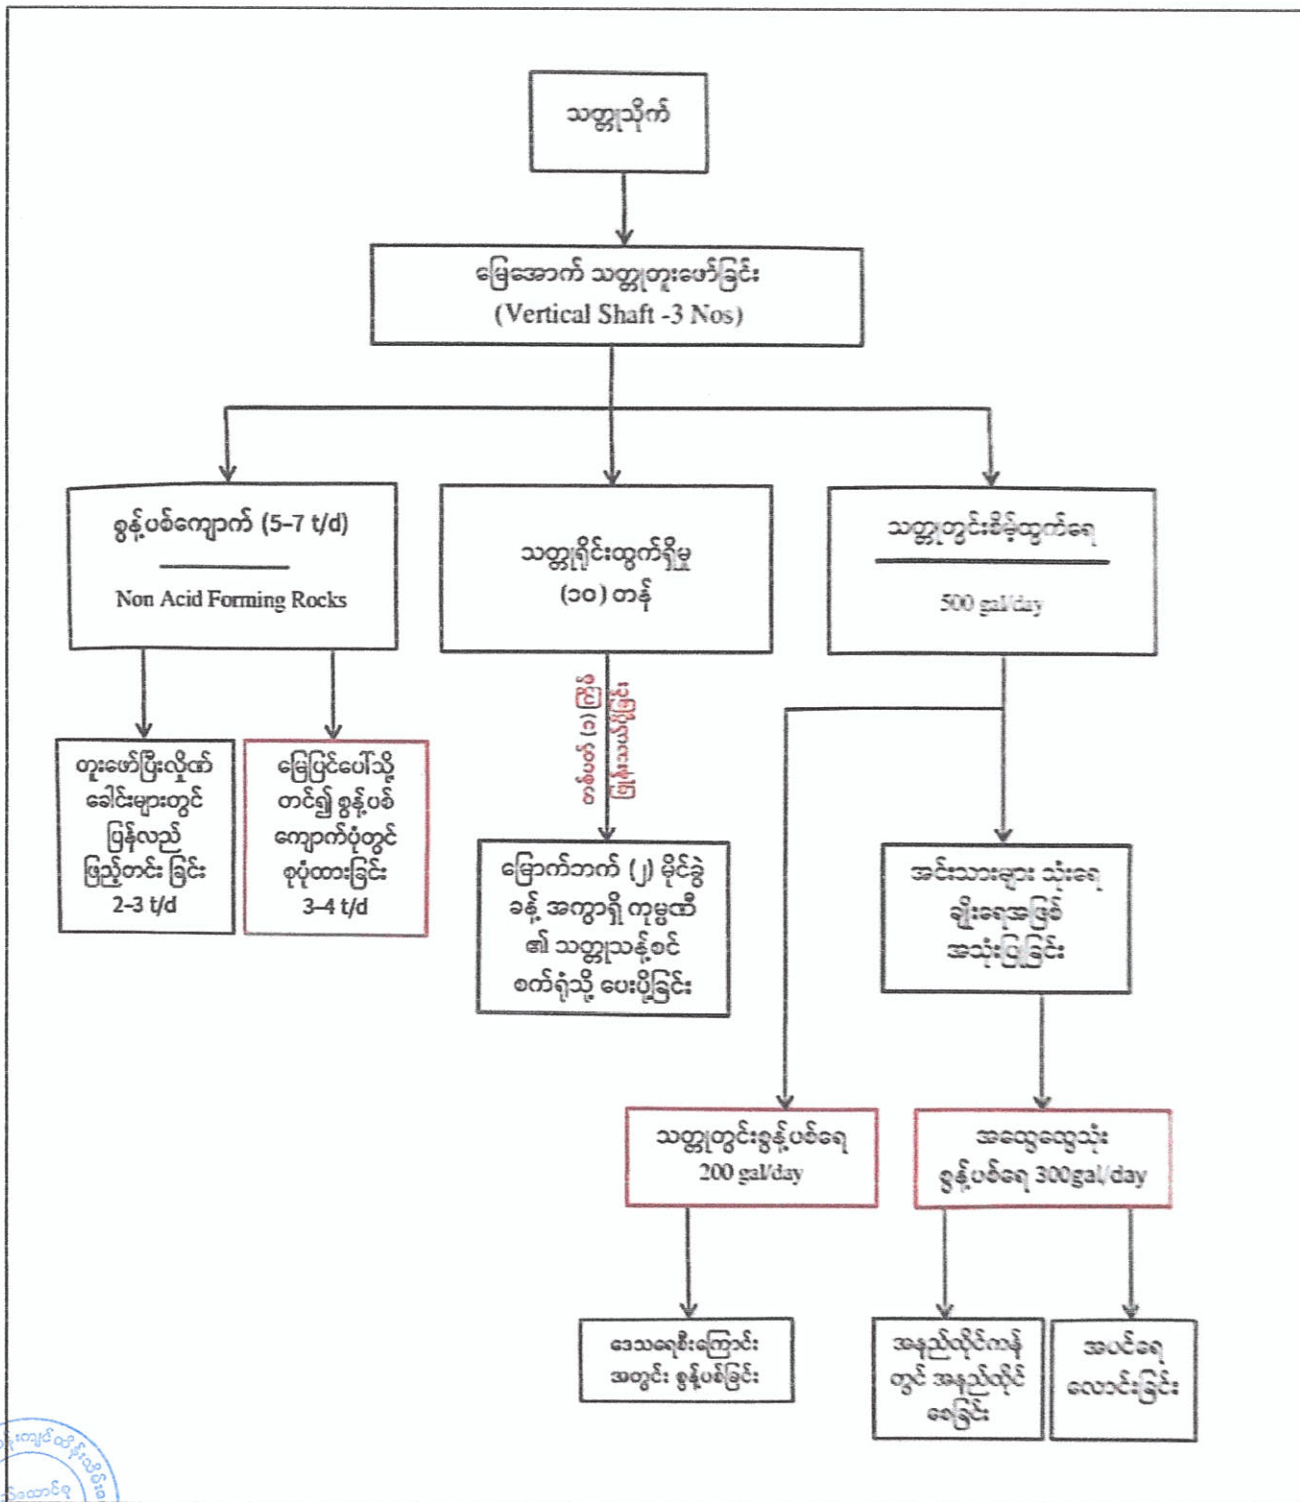 သတ္တုသိုက်
မြေအောက် သတ္တုတူးဖော်ခြင်း
(Vertical Shaft -3 Nos)
စွန့်ပစ်ကျောက် (5–7 t/d)
Non Acid Forming Rocks
သတ္တုရိုင်းထွက်ရှိမှု
(၁၀) တန်
သတ္တုတွင်းစိမ့်ထွက်ရေ
500 gal/day
တစ်ပတ် (၁) ကြိမ်
ဖြုန်းသယ်ပို့ခြင်း
တူးဖော်ပြီးလှိုဏ်
ခေါင်းများတွင်
ပြန်လည်
ဖြည့်တင်း ခြင်း
2–3 t/d
မြေပြင်ပေါ်သို့
တင်၍ စွန့်ပစ်
ကျောက်ပုံတွင်
စုပုံထားခြင်း
3–4 t/d
မြောက်ဘက် (၂) မိုင်ခွဲ
ခန့် အကွာရှိ ကုမ္ပဏီ
၏ သတ္တုသန့်စင်
စက်ရုံသို့ ပေးပို့ခြင်း
အင်းသားများ သုံးရေ
ချိုးရေအဖြစ်
အသုံးပြုခြင်း
သတ္တုတွင်းစွန့်ပစ်ရေ
200 gal/day
အထွေထွေသုံး
စွန့်ပစ်ရေ 300gal/day
ဒေသရေစီးကြောင်း
အတွင်း စွန့်ပစ်ခြင်း
အနည်ထိုင်ကန်
တွင် အနည်ထိုင်
စေခြင်း
အပင်ရေ
လောင်းခြင်း